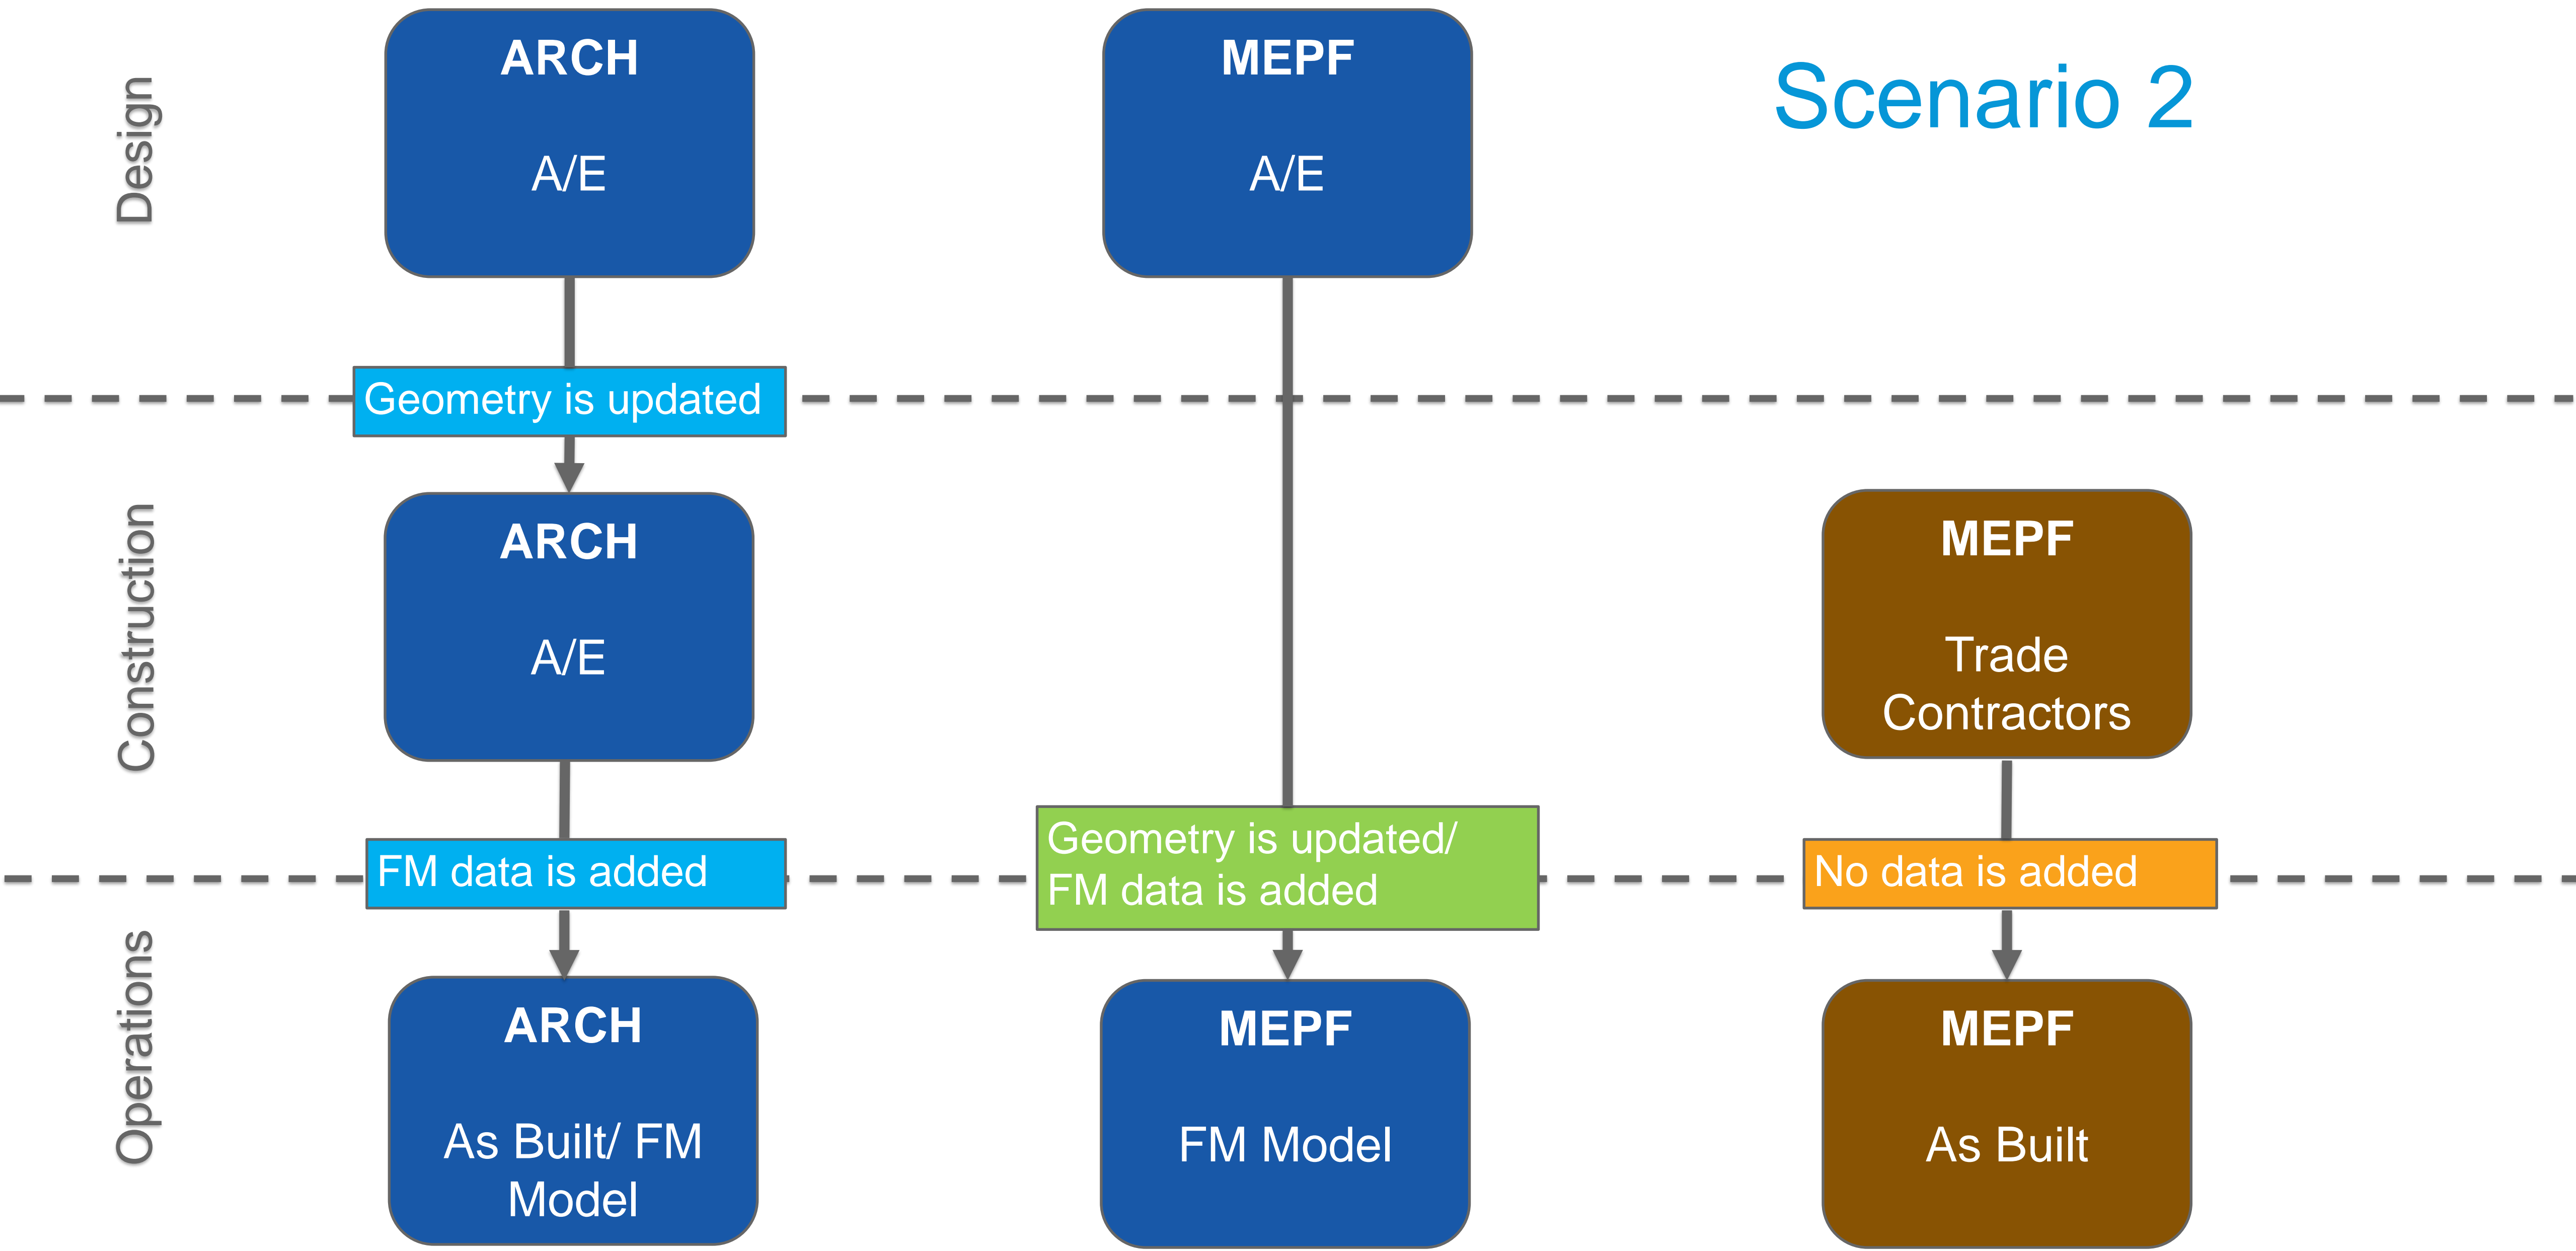 Design
ARCH
A/E
MEPF
A/E
Scenario 2
Geometry is updated
Construction
ARCH
A/E
MEPF
Trade
Contractors
FM data is added
Geometry is updated/
FM data is added
No data is added
Operations
ARCH
As Built/ FM
Model
MEPF
FM Model
MEPF
As Built